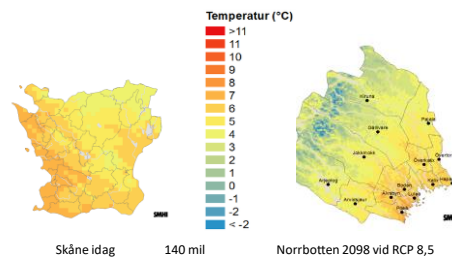 Temperatur (°C)
>11
11
10
9
8
7
6
5
4
3
2
1
0
-1
-2
< -2
SMHI
Kiruna
Gällivare
Pajala
Jokkmokk
Överkalix
Arjeplog
Boden
Kalix
Älvsbyn
Luleå
Arvidsjaur
Piteå
SMHI
Skåne idag 140 mil Norrbotten 2098 vid RCP 8,5